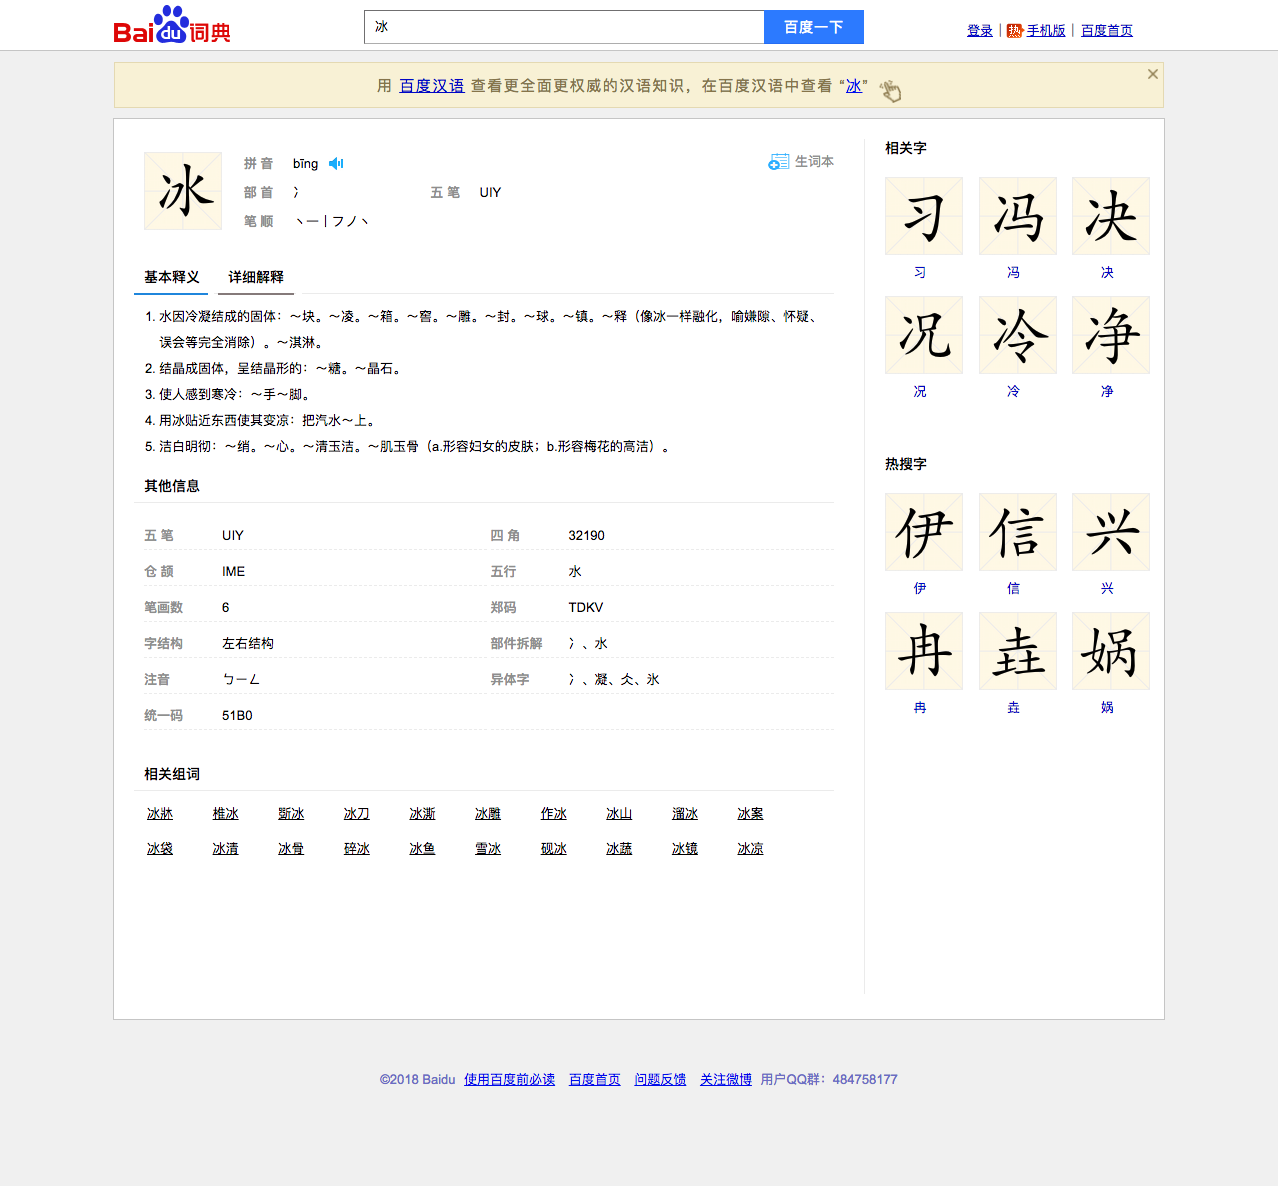 Bai du 词典
冰
百度一下
登录 | 热 手机版 | 百度首页
用 百度汉语 查看更全面更权威的汉语知识，在百度汉语中查看 “冰”
冰
拼 音 bīng
生词本
部 首 冫 五 笔 UIY
笔 顺 丶一丨フノ丶
基本释义 详细解释
1. 水因冷凝结成的固体：～块。～凌。～箱。～窖。～雕。～封。～球。～镇。～释（像冰一样融化，喻嫌隙、怀疑、
误会等完全消除）。～淇淋。
2. 结晶成固体，呈结晶形的：～糖。～晶石。
3. 使人感到寒冷：～手～脚。
4. 用冰贴近东西使其变凉：把汽水～上。
5. 洁白明彻：～绡。～心。～清玉洁。～肌玉骨（a.形容妇女的皮肤；b.形容梅花的高洁）。
其他信息
五 笔 UIY 四 角 32190
仓 颉 IME 五行 水
笔画数 6 郑码 TDKV
字结构 左右结构 部件拆解 冫、水
注音 ㄅㄧㄥ 异体字 冫、凝、仌、氷
统一码 51B0
相关组词
冰牀 椎冰 斲冰 冰刀 冰澌 冰雕 作冰 冰山 溜冰 冰案
冰袋 冰清 冰骨 碎冰 冰鱼 雪冰 砚冰 冰蔬 冰镜 冰凉
相关字
习 冯 决
习 冯 决
况 冷 净
况 冷 净
热搜字
伊 信 兴
伊 信 兴
冉 垚 娲
冉 垚 娲
©2018 Baidu 使用百度前必读 百度首页 问题反馈 关注微博 用户QQ群：484758177